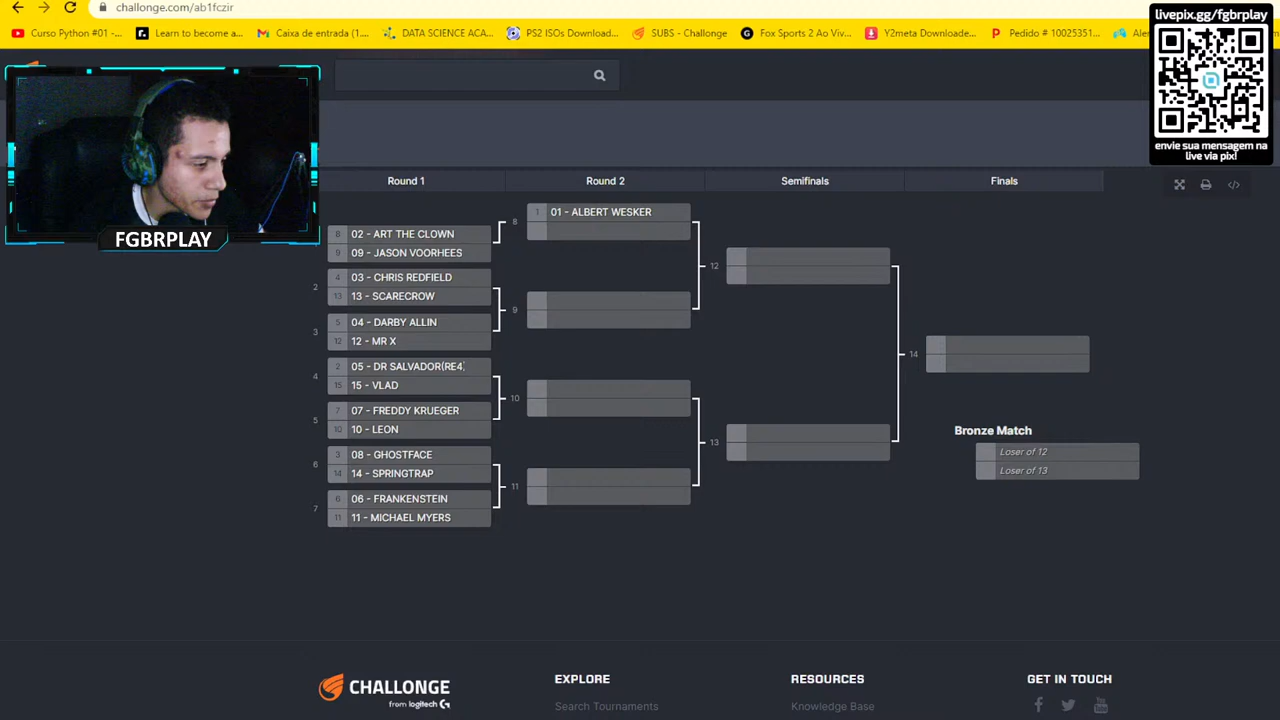 challonge.com/ab1fczir
livepix.gg/fgbrplay
Curso Python #01 -...
Learn to become a...
Caixa de entrada (1....
DATA SCIENCE ACA...
PS2 ISOs Download...
SUBS - Challonge
Fox Sports 2 Ao Viv...
Y2meta Downloade...
Pedido # 10025351...
envie sua mensagem na
live via pix!
FGBRPLAY
Round 1
Round 2
Semifinals
Finals
8
1
01 - ALBERT WESKER
8
02 - ART THE CLOWN
9
09 - JASON VOORHEES
2
4
03 - CHRIS REDFIELD
13
13 - SCARECROW
9
12
3
5
04 - DARBY ALLIN
12
12 - MR X
4
2
05 - DR SALVADOR(RE4)
15
15 - VLAD
10
14
5
7
07 - FREDDY KRUEGER
10
10 - LEON
13
Bronze Match
Loser of 12
Loser of 13
6
3
08 - GHOSTFACE
14
14 - SPRINGTRAP
11
7
6
06 - FRANKENSTEIN
11
11 - MICHAEL MYERS
CHALLONGE
from logitech G
EXPLORE
Search Tournaments
RESOURCES
Knowledge Base
GET IN TOUCH